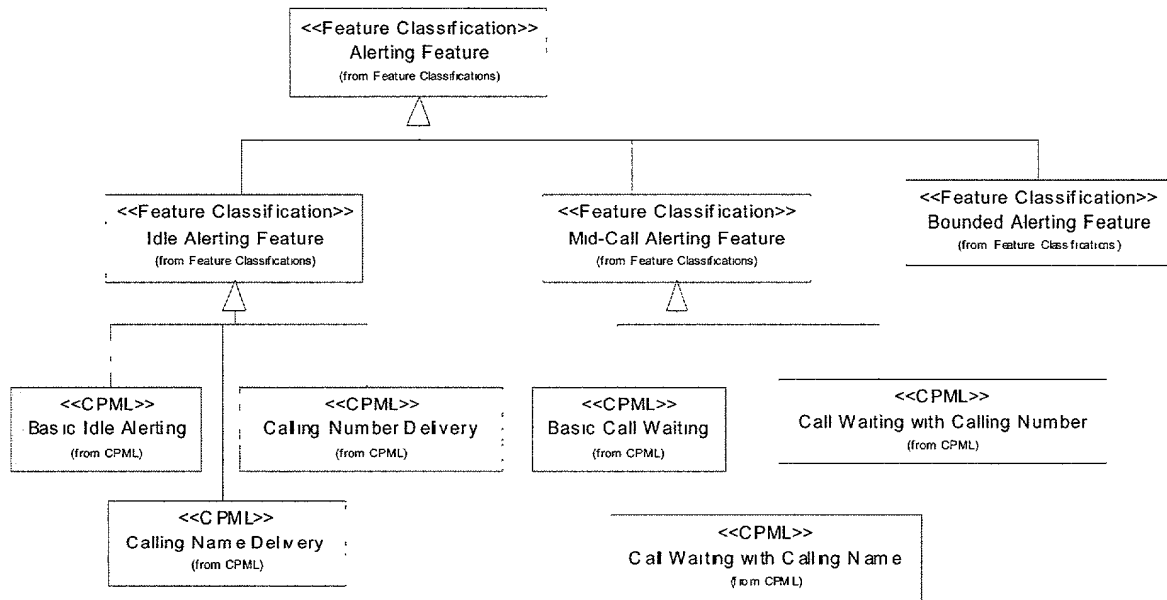 <<Feature Classification>>
Alerting Feature
(from Feature Classifications)
<<Feature Classification>>
Idle Alerting Feature
(from Feature Classifications)
<<Feature Classification>>
Mid-Call Alerting Feature
(from Feature Classifications)
<<Feature Classification>>
Bounded Alerting Feature
(from Feature Classifications)
<<CPML>>
Basic Idle Alerting
(from CPML)
<<CPML>>
Calling Number Delivery
(from CPML)
<<CPML>>
Basic Call Waiting
(from CPML)
<<CPML>>
Call Waiting with Calling Number
(from CPML)
<<CPML>>
Calling Name Delivery
(from CPML)
<<CPML>>
Call Waiting with Calling Name
(from CPML)